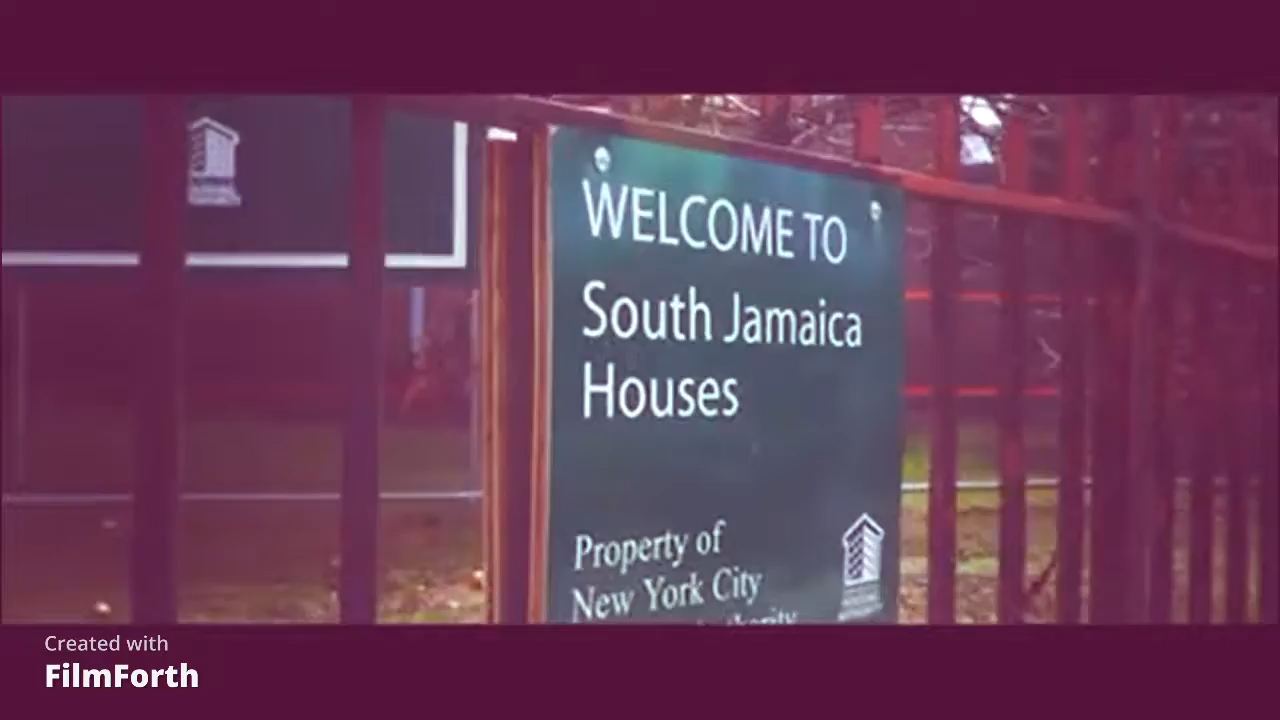 WELCOME TO
South Jamaica
Houses
Property of
New York City
Created with
FilmForth